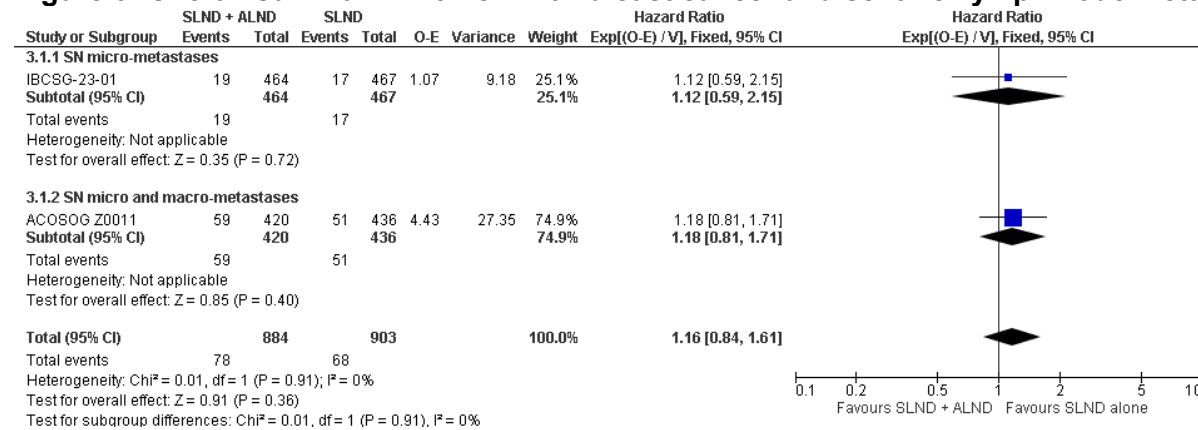 SLND + ALND SLND Hazard Ratio Hazard Ratio
Study or Subgroup Events Total Events Total O-E Variance Weight Exp[(O-E) / V], Fixed, 95% CI Exp[(O-E) / V], Fixed, 95% CI
3.1.1 SN micro-metastases
IBCSG-23-01 19 464 17 467 1.07 9.18 25.1% 1.12 [0.59, 2.15]
Subtotal (95% CI) 464 467 25.1% 1.12 [0.59, 2.15]
Total events 19 17
Heterogeneity: Not applicable
Test for overall effect: Z = 0.35 (P = 0.72)
3.1.2 SN micro and macro-metastases
ACOSOG Z0011 59 420 51 436 4.43 27.35 74.9% 1.18 [0.81, 1.71]
Subtotal (95% CI) 420 436 74.9% 1.18 [0.81, 1.71]
Total events 59 51
Heterogeneity: Not applicable
Test for overall effect: Z = 0.85 (P = 0.40)
Total (95% CI) 884 903 100.0% 1.16 [0.84, 1.61]
Total events 78 68
Heterogeneity: Chi² = 0.01, df = 1 (P = 0.91); I² = 0%
Test for overall effect: Z = 0.91 (P = 0.36)
Test for subgroup differences: Chi² = 0.01, df = 1 (P = 0.91), I² = 0%
0.1 0.2 0.5 1 2 5 10
Favours SLND + ALND Favours SLND alone